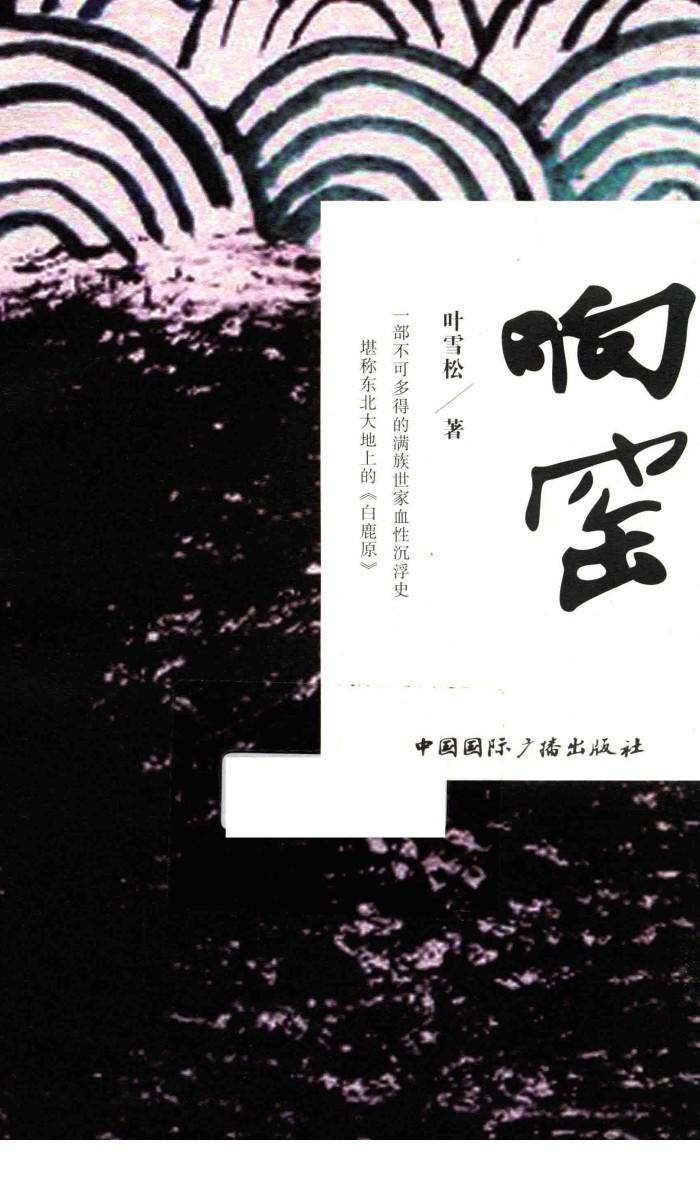 响窑
叶雪松／著
一部不可多得的满族世家血性沉浮史
堪称东北大地上的《白鹿原》
中国国际广播出版社